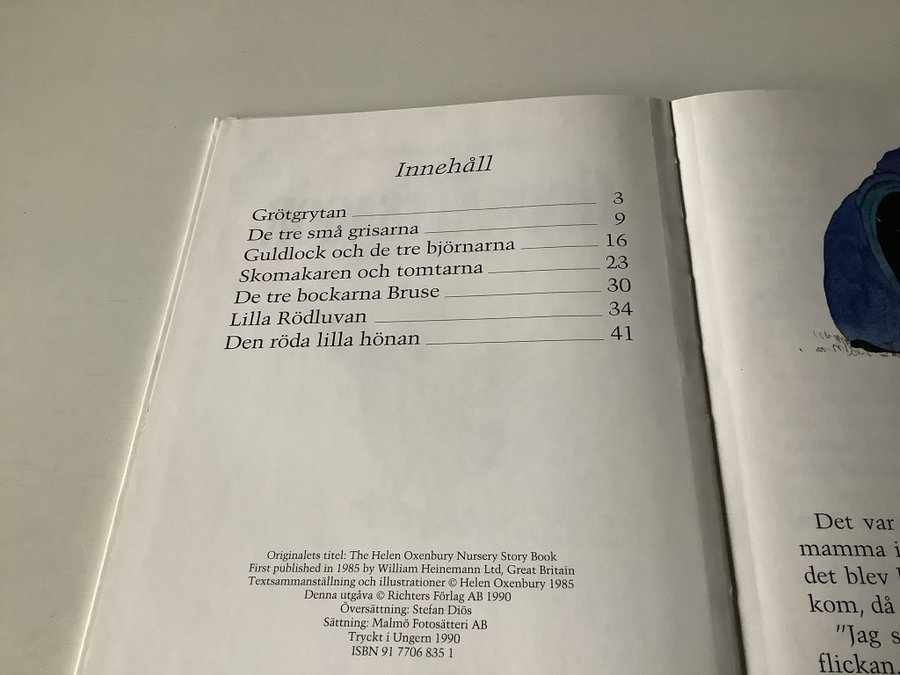 Innehåll
Grötgrytan 3
De tre små grisarna 9
Guldlock och de tre björnarna 16
Skomakaren och tomtarna 23
De tre bockarna Bruse 30
Lilla Rödluvan 34
Den röda lilla hönan 41
Originalets titel: The Helen Oxenbury Nursery Story Book
First published in 1985 by William Heinemann Ltd, Great Britain
Textsammanställning och illustrationer © Helen Oxenbury 1985
Denna utgåva © Richters Förlag AB 1990
Översättning: Stefan Diös
Sättning: Malmö Fotosätteri AB
Tryckt i Ungern 1990
ISBN 91 7706 835 1
Det var
mamma i
det blev
kom, då
"Jag s
flickan.